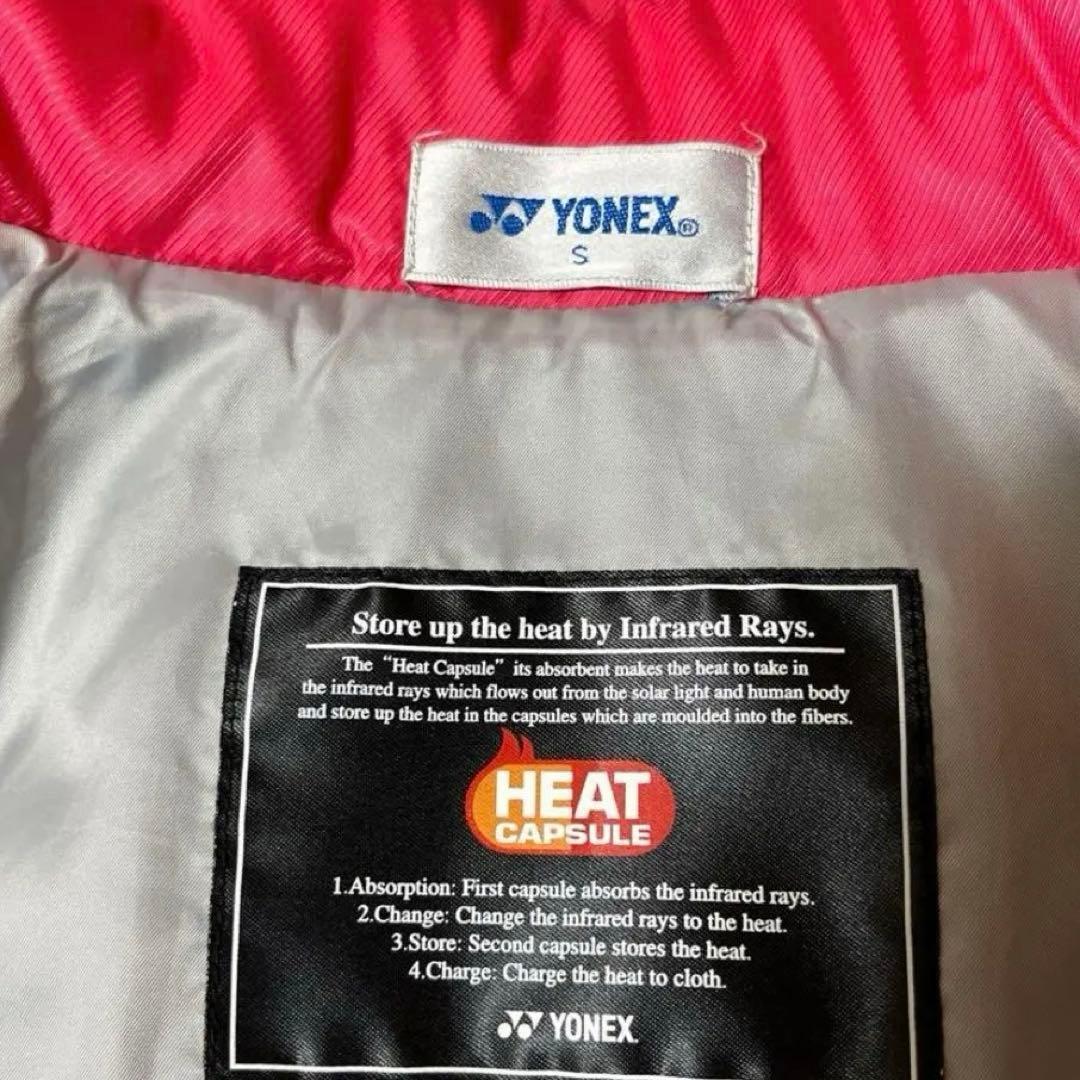 YONEX®
S
Store up the heat by Infrared Rays.
The “Heat Capsule” its absorbent makes the heat to take in
the infrared rays which flows out from the solar light and human body
and store up the heat in the capsules which are moulded into the fibers.
HEAT
CAPSULE
1.Absorption: First capsule absorbs the infrared rays.
2.Change: Change the infrared rays to the heat.
3.Store: Second capsule stores the heat.
4.Charge: Charge the heat to cloth.
YONEX